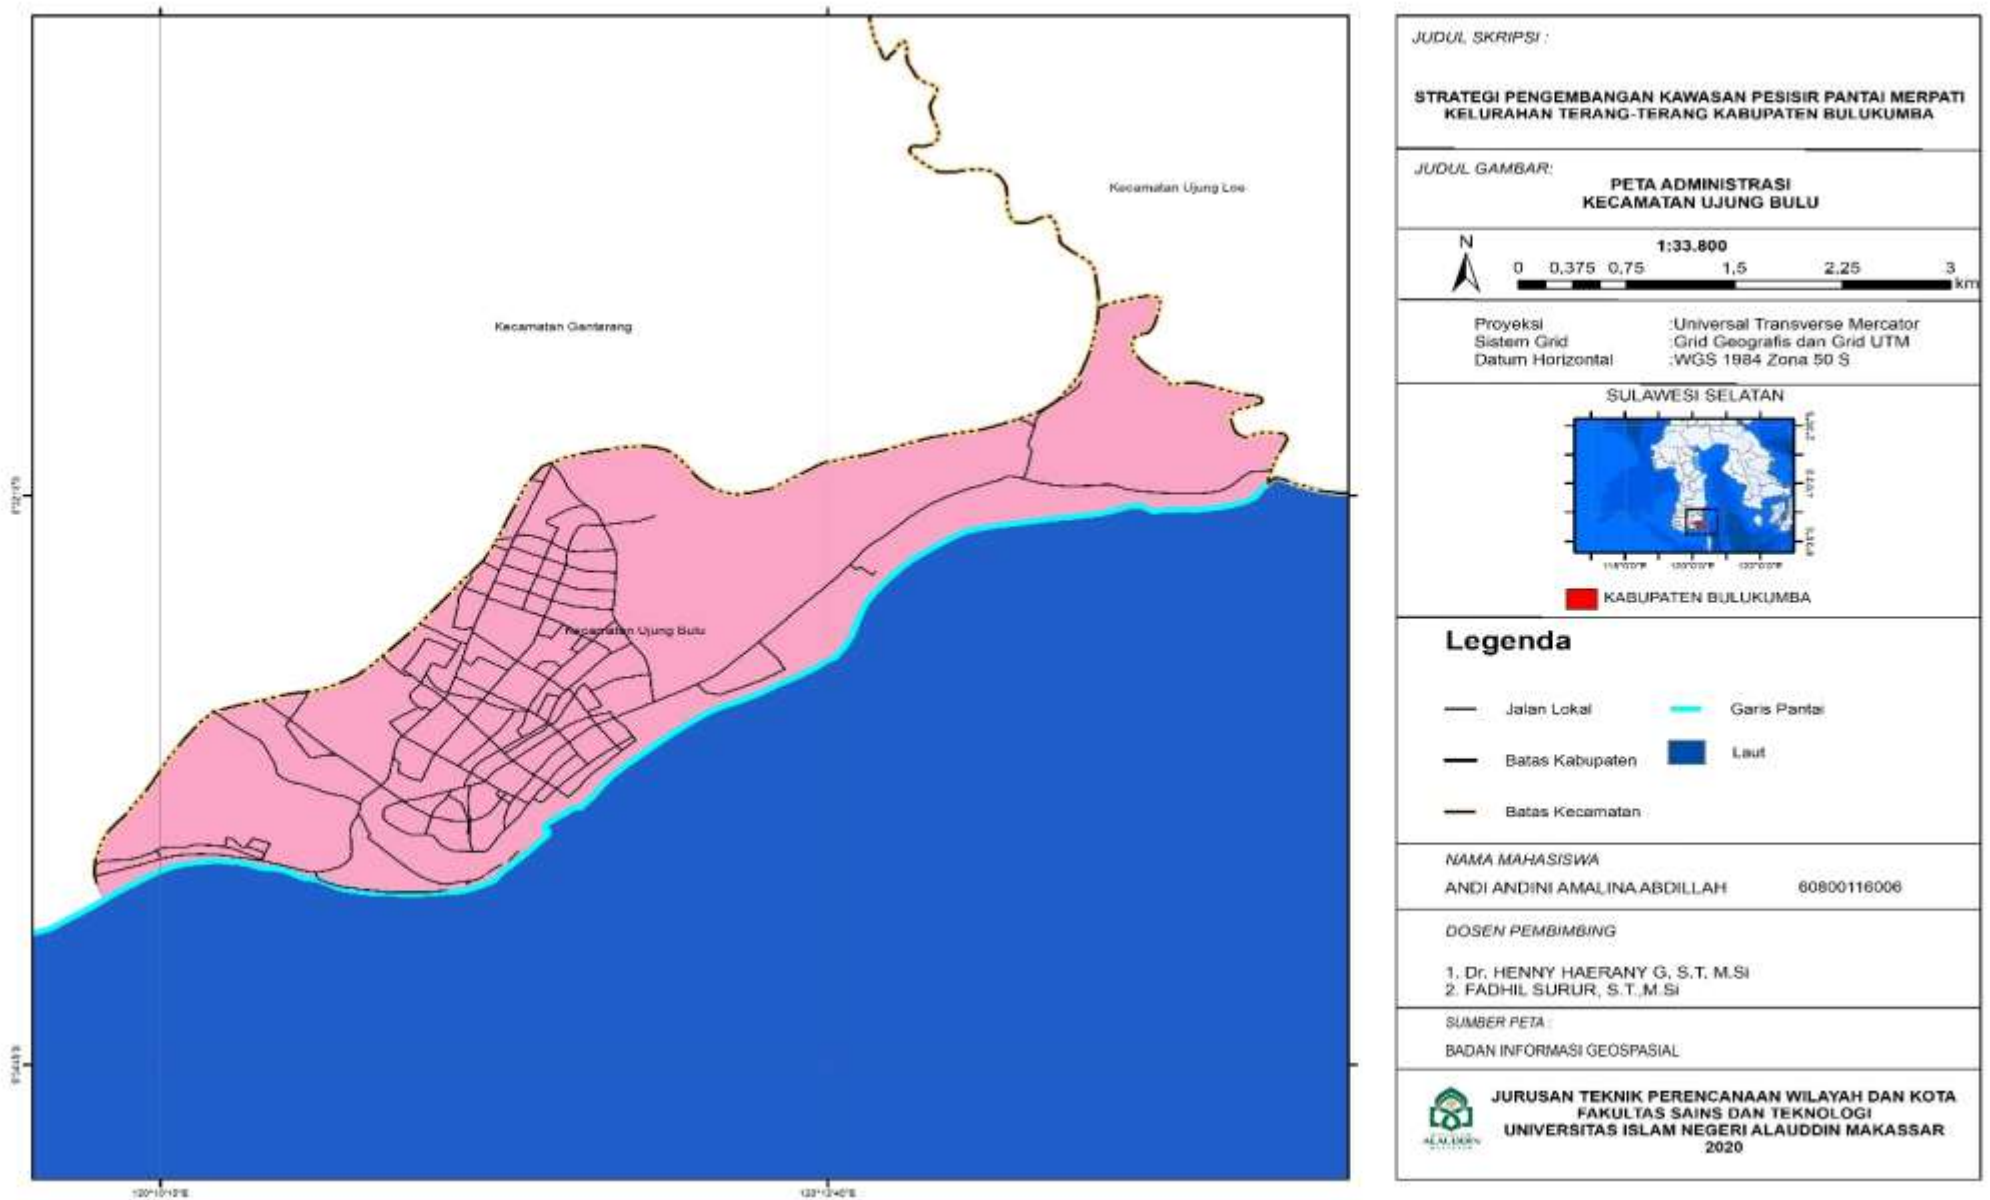 Kecamatan Ujung Loe
Kecamatan Gantarang
Kecamatan Ujung Bulu
JUDUL SKRIPSI :
STRATEGI PENGEMBANGAN KAWASAN PESISIR PANTAI MERPATI
KELURAHAN TERANG-TERANG KABUPATEN BULUKUMBA
JUDUL GAMBAR:
PETA ADMINISTRASI
KECAMATAN UJUNG BULU
N
1:33.800
0 0,375 0,75 1,5 2,25 3
km
Proyeksi :Universal Transverse Mercator
Sistem Grid :Grid Geografis dan Grid UTM
Datum Horizontal :WGS 1984 Zona 50 S
SULAWESI SELATAN
KABUPATEN BULUKUMBA
Legenda
Jalan Lokal
Garis Pantai
Batas Kabupaten
Laut
Batas Kecamatan
NAMA MAHASISWA
ANDI ANDINI AMALINA ABDILLAH 60800116006
DOSEN PEMBIMBING
1. Dr. HENNY HAERANY G, S.T. M.Si
2. FADHIL SURUR, S.T.,M.Si
SUMBER PETA :
BADAN INFORMASI GEOSPASIAL
ALAUDDIN
JURUSAN TEKNIK PERENCANAAN WILAYAH DAN KOTA
FAKULTAS SAINS DAN TEKNOLOGI
UNIVERSITAS ISLAM NEGERI ALAUDDIN MAKASSAR
2020